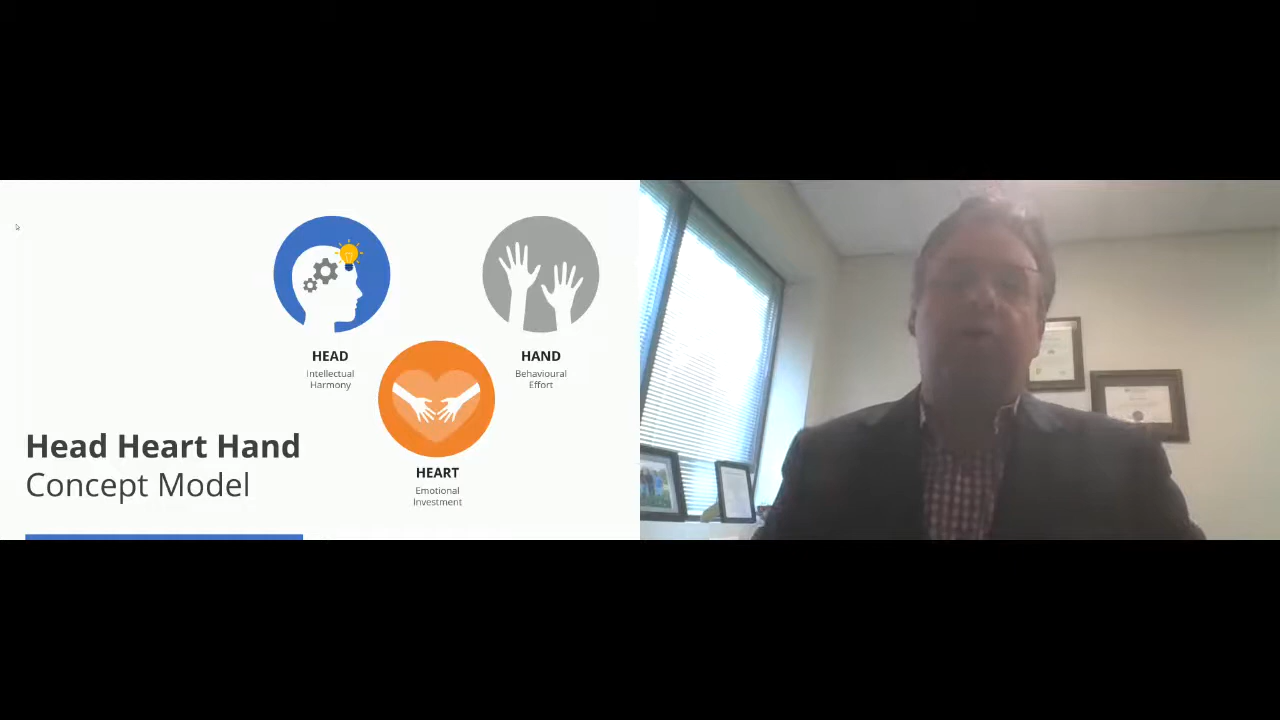 HEAD
Intellectual
Harmony
HAND
Behavioural
Effort
HEART
Emotional
Investment
Head Heart Hand
Concept Model